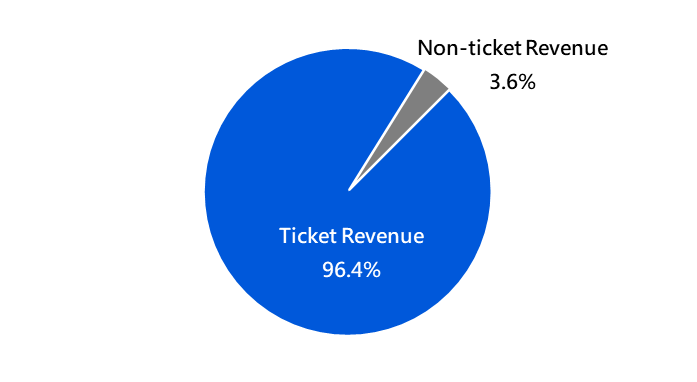 Non-ticket Revenue
3.6%
Ticket Revenue
96.4%